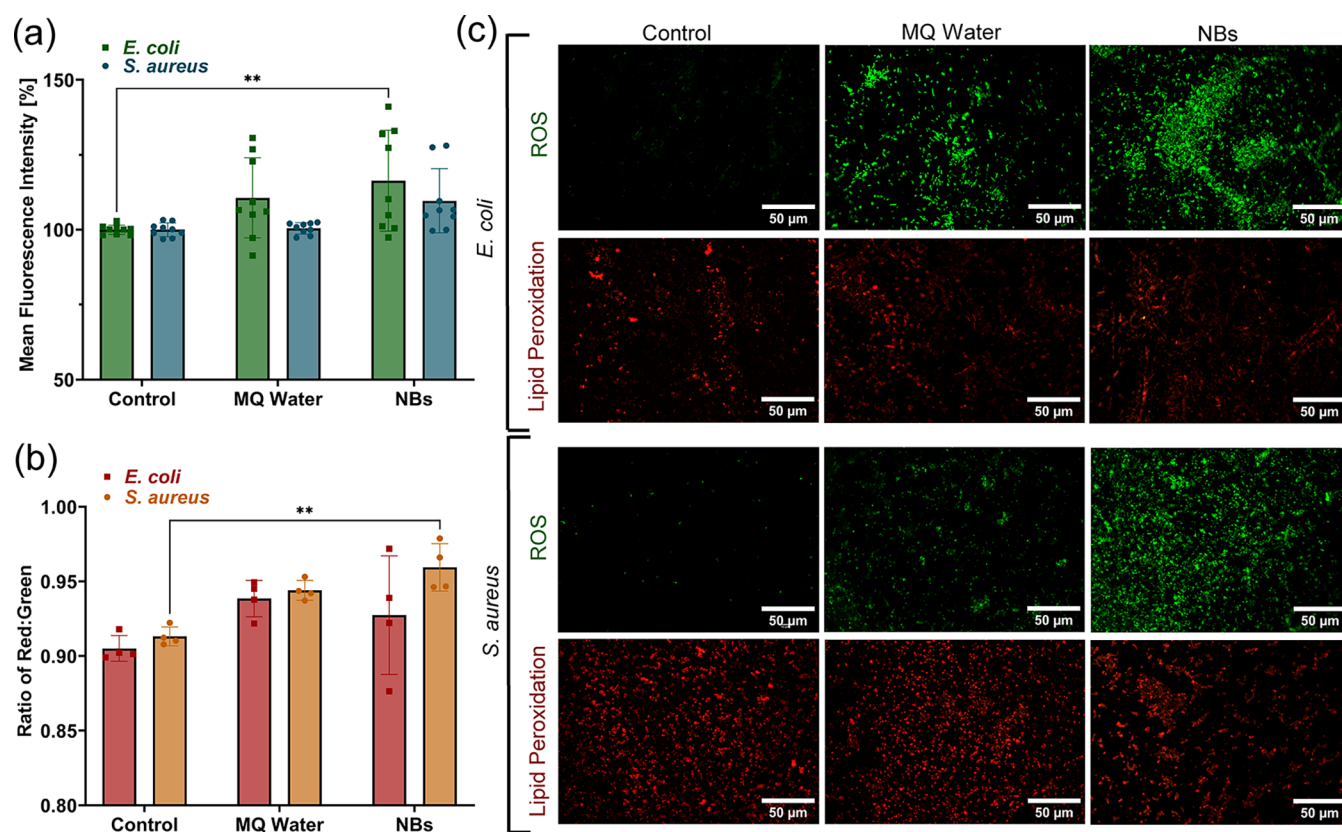 (a)
E. coli
S. aureus
**
Mean Fluorescence Intensity [%]
150
100
50
Control
MQ Water
NBs
(b)
E. coli
S. aureus
**
Ratio of Red:Green
1.00
0.95
0.90
0.85
0.80
Control
MQ Water
NBs
(c)
Control
MQ Water
NBs
E. coli
ROS
50 µm
50 µm
50 µm
Lipid Peroxidation
50 µm
50 µm
50 µm
S. aureus
ROS
50 µm
50 µm
50 µm
Lipid Peroxidation
50 µm
50 µm
50 µm